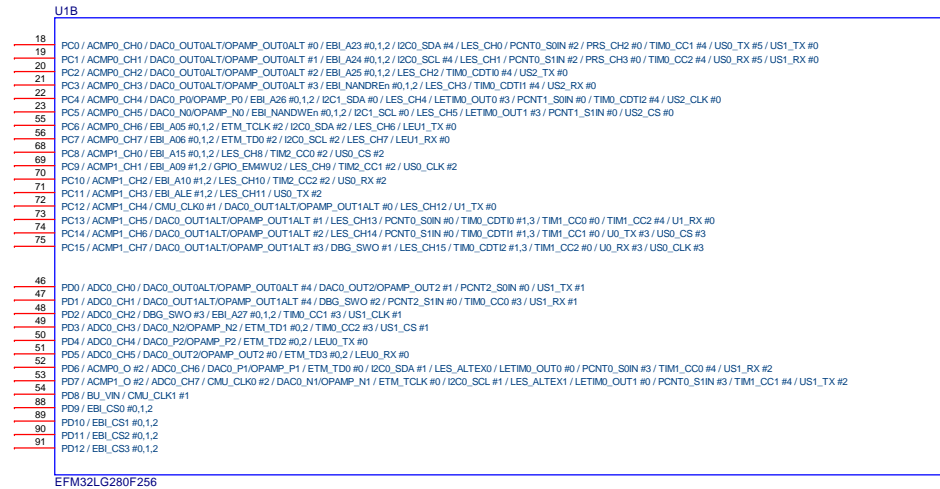 U1B
18 PC0 / ACMP0_CH0 / DAC0_OUT0ALT/OPAMP_OUT0ALT #0 / EBI_A23 #0,1,2 / I2C0_SDA #4 / LES_CH0 / PCNT0_S0IN #2 / PRS_CH2 #0 / TIM0_CC1 #4 / US0_TX #5 / US1_TX #0
19 PC1 / ACMP0_CH1 / DAC0_OUT0ALT/OPAMP_OUT0ALT #1 / EBI_A24 #0,1,2 / I2C0_SCL #4 / LES_CH1 / PCNT0_S1IN #2 / PRS_CH3 #0 / TIM0_CC2 #4 / US0_RX #5 / US1_RX #0
20 PC2 / ACMP0_CH2 / DAC0_OUT0ALT/OPAMP_OUT0ALT #2 / EBI_A25 #0,1,2 / LES_CH2 / TIM0_CDTI0 #4 / US2_TX #0
21 PC3 / ACMP0_CH3 / DAC0_OUT0ALT/OPAMP_OUT0ALT #3 / EBI_NANDREn #0,1,2 / LES_CH3 / TIM0_CDTI1 #4 / US2_RX #0
22 PC4 / ACMP0_CH4 / DAC0_P0/OPAMP_P0 / EBI_A26 #0,1,2 / I2C1_SDA #0 / LES_CH4 / LETIM0_OUT0 #3 / PCNT1_S0IN #0 / TIM0_CDTI2 #4 / US2_CLK #0
23 PC5 / ACMP0_CH5 / DAC0_N0/OPAMP_N0 / EBI_NANDWEn #0,1,2 / I2C1_SCL #0 / LES_CH5 / LETIM0_OUT1 #3 / PCNT1_S1IN #0 / US2_CS #0
55 PC6 / ACMP0_CH6 / EBI_A05 #0,1,2 / ETM_TCLK #2 / I2C0_SDA #2 / LES_CH6 / LEU1_TX #0
56 PC7 / ACMP0_CH7 / EBI_A06 #0,1,2 / ETM_TD0 #2 / I2C0_SCL #2 / LES_CH7 / LEU1_RX #0
68 PC8 / ACMP1_CH0 / EBI_A15 #0,1,2 / LES_CH8 / TIM2_CC0 #2 / US0_CS #2
69 PC9 / ACMP1_CH1 / EBI_A09 #1,2 / GPIO_EM4WU2 / LES_CH9 / TIM2_CC1 #2 / US0_CLK #2
70 PC10 / ACMP1_CH2 / EBI_A10 #1,2 / LES_CH10 / TIM2_CC2 #2 / US0_RX #2
71 PC11 / ACMP1_CH3 / EBI_ALE #1,2 / LES_CH11 / US0_TX #2
72 PC12 / ACMP1_CH4 / CMU_CLK0 #1 / DAC0_OUT1ALT/OPAMP_OUT1ALT #0 / LES_CH12 / U1_TX #0
73 PC13 / ACMP1_CH5 / DAC0_OUT1ALT/OPAMP_OUT1ALT #1 / LES_CH13 / PCNT0_S0IN #0 / TIM0_CDTI0 #1,3 / TIM1_CC0 #0 / TIM1_CC2 #4 / U1_RX #0
74 PC14 / ACMP1_CH6 / DAC0_OUT1ALT/OPAMP_OUT1ALT #2 / LES_CH14 / PCNT0_S1IN #0 / TIM0_CDTI1 #1,3 / TIM1_CC1 #0 / U0_TX #3 / US0_CS #3
75 PC15 / ACMP1_CH7 / DAC0_OUT1ALT/OPAMP_OUT1ALT #3 / DBG_SWO #1 / LES_CH15 / TIM0_CDTI2 #1,3 / TIM1_CC2 #0 / U0_RX #3 / US0_CLK #3
46 PD0 / ADC0_CH0 / DAC0_OUT0ALT/OPAMP_OUT0ALT #4 / DAC0_OUT2/OPAMP_OUT2 #1 / PCNT2_S0IN #0 / US1_TX #1
47 PD1 / ADC0_CH1 / DAC0_OUT1ALT/OPAMP_OUT1ALT #4 / DBG_SWO #2 / PCNT2_S1IN #0 / TIM0_CC0 #3 / US1_RX #1
48 PD2 / ADC0_CH2 / DBG_SWO #3 / EBI_A27 #0,1,2 / TIM0_CC1 #3 / US1_CLK #1
49 PD3 / ADC0_CH3 / DAC0_N2/OPAMP_N2 / ETM_TD1 #0,2 / TIM0_CC2 #3 / US1_CS #1
50 PD4 / ADC0_CH4 / DAC0_P2/OPAMP_P2 / ETM_TD2 #0,2 / LEU0_TX #0
51 PD5 / ADC0_CH5 / DAC0_OUT2/OPAMP_OUT2 #0 / ETM_TD3 #0,2 / LEU0_RX #0
52 PD6 / ACMP0_O #2 / ADC0_CH6 / DAC0_P1/OPAMP_P1 / ETM_TD0 #0 / I2C0_SDA #1 / LES_ALTEX0 / LETIM0_OUT0 #0 / PCNT0_S0IN #3 / TIM1_CC0 #4 / US1_RX #2
53 PD7 / ACMP1_O #2 / ADC0_CH7 / CMU_CLK0 #2 / DAC0_N1/OPAMP_N1 / ETM_TCLK #0 / I2C0_SCL #1 / LES_ALTEX1 / LETIM0_OUT1 #0 / PCNT0_S1IN #3 / TIM1_CC1 #4 / US1_TX #2
54 PD8 / BU_VIN / CMU_CLK1 #1
88 PD9 / EBI_CS0 #0,1,2
89 PD10 / EBI_CS1 #0,1,2
90 PD11 / EBI_CS2 #0,1,2
91 PD12 / EBI_CS3 #0,1,2
EFM32LG280F256